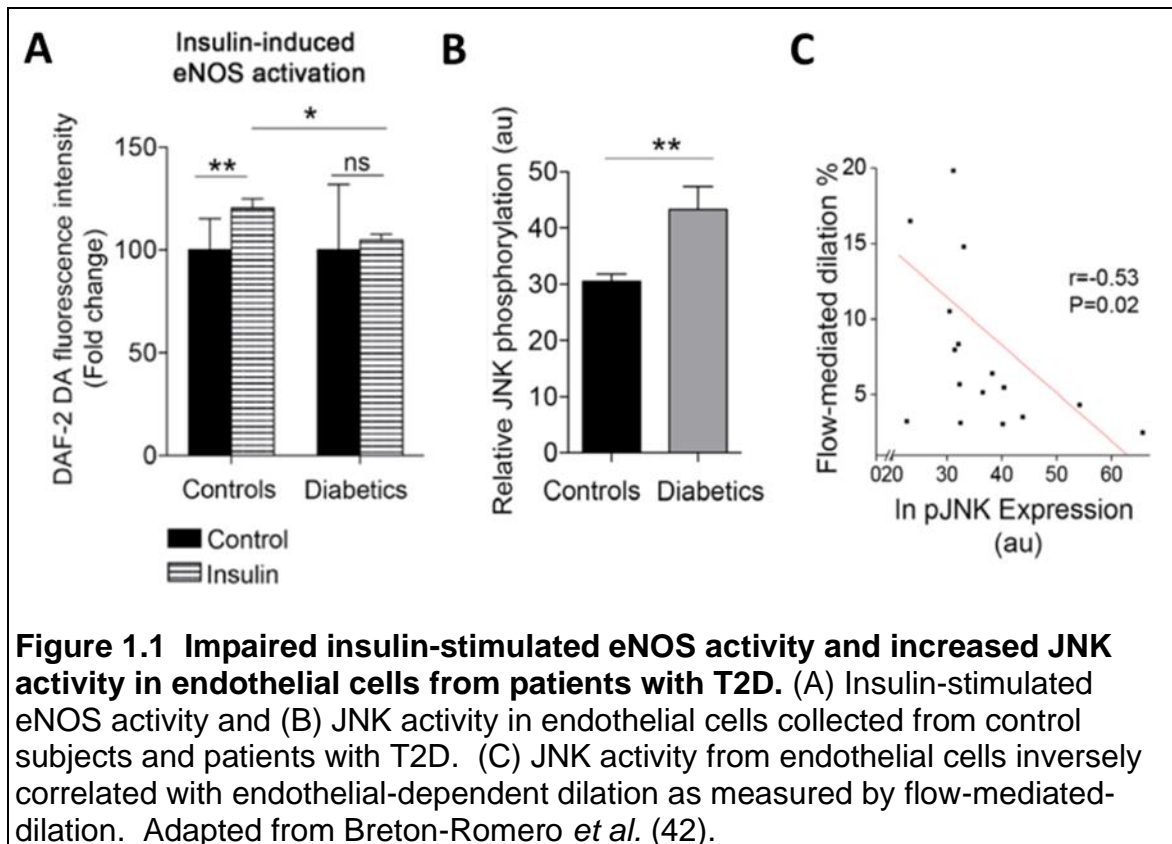 A
Insulin-induced
eNOS activation
DAF-2 DA fluorescence intensity
(Fold change)
150
100
50
0
**
*
ns
Controls Diabetics
Control
Insulin
B
Relative JNK phosphorylation (au)
50
40
30
20
10
0
**
Controls Diabetics
C
Flow-mediated dilation %
20
15
10
5
r=-0.53
P=0.02
0 20 30 40 50 60
ln pJNK Expression
(au)
Figure 1.1 Impaired insulin-stimulated eNOS activity and increased JNK
activity in endothelial cells from patients with T2D. (A) Insulin-stimulated
eNOS activity and (B) JNK activity in endothelial cells collected from control
subjects and patients with T2D. (C) JNK activity from endothelial cells inversely
correlated with endothelial-dependent dilation as measured by flow-mediated-
dilation. Adapted from Breton-Romero et al. (42).